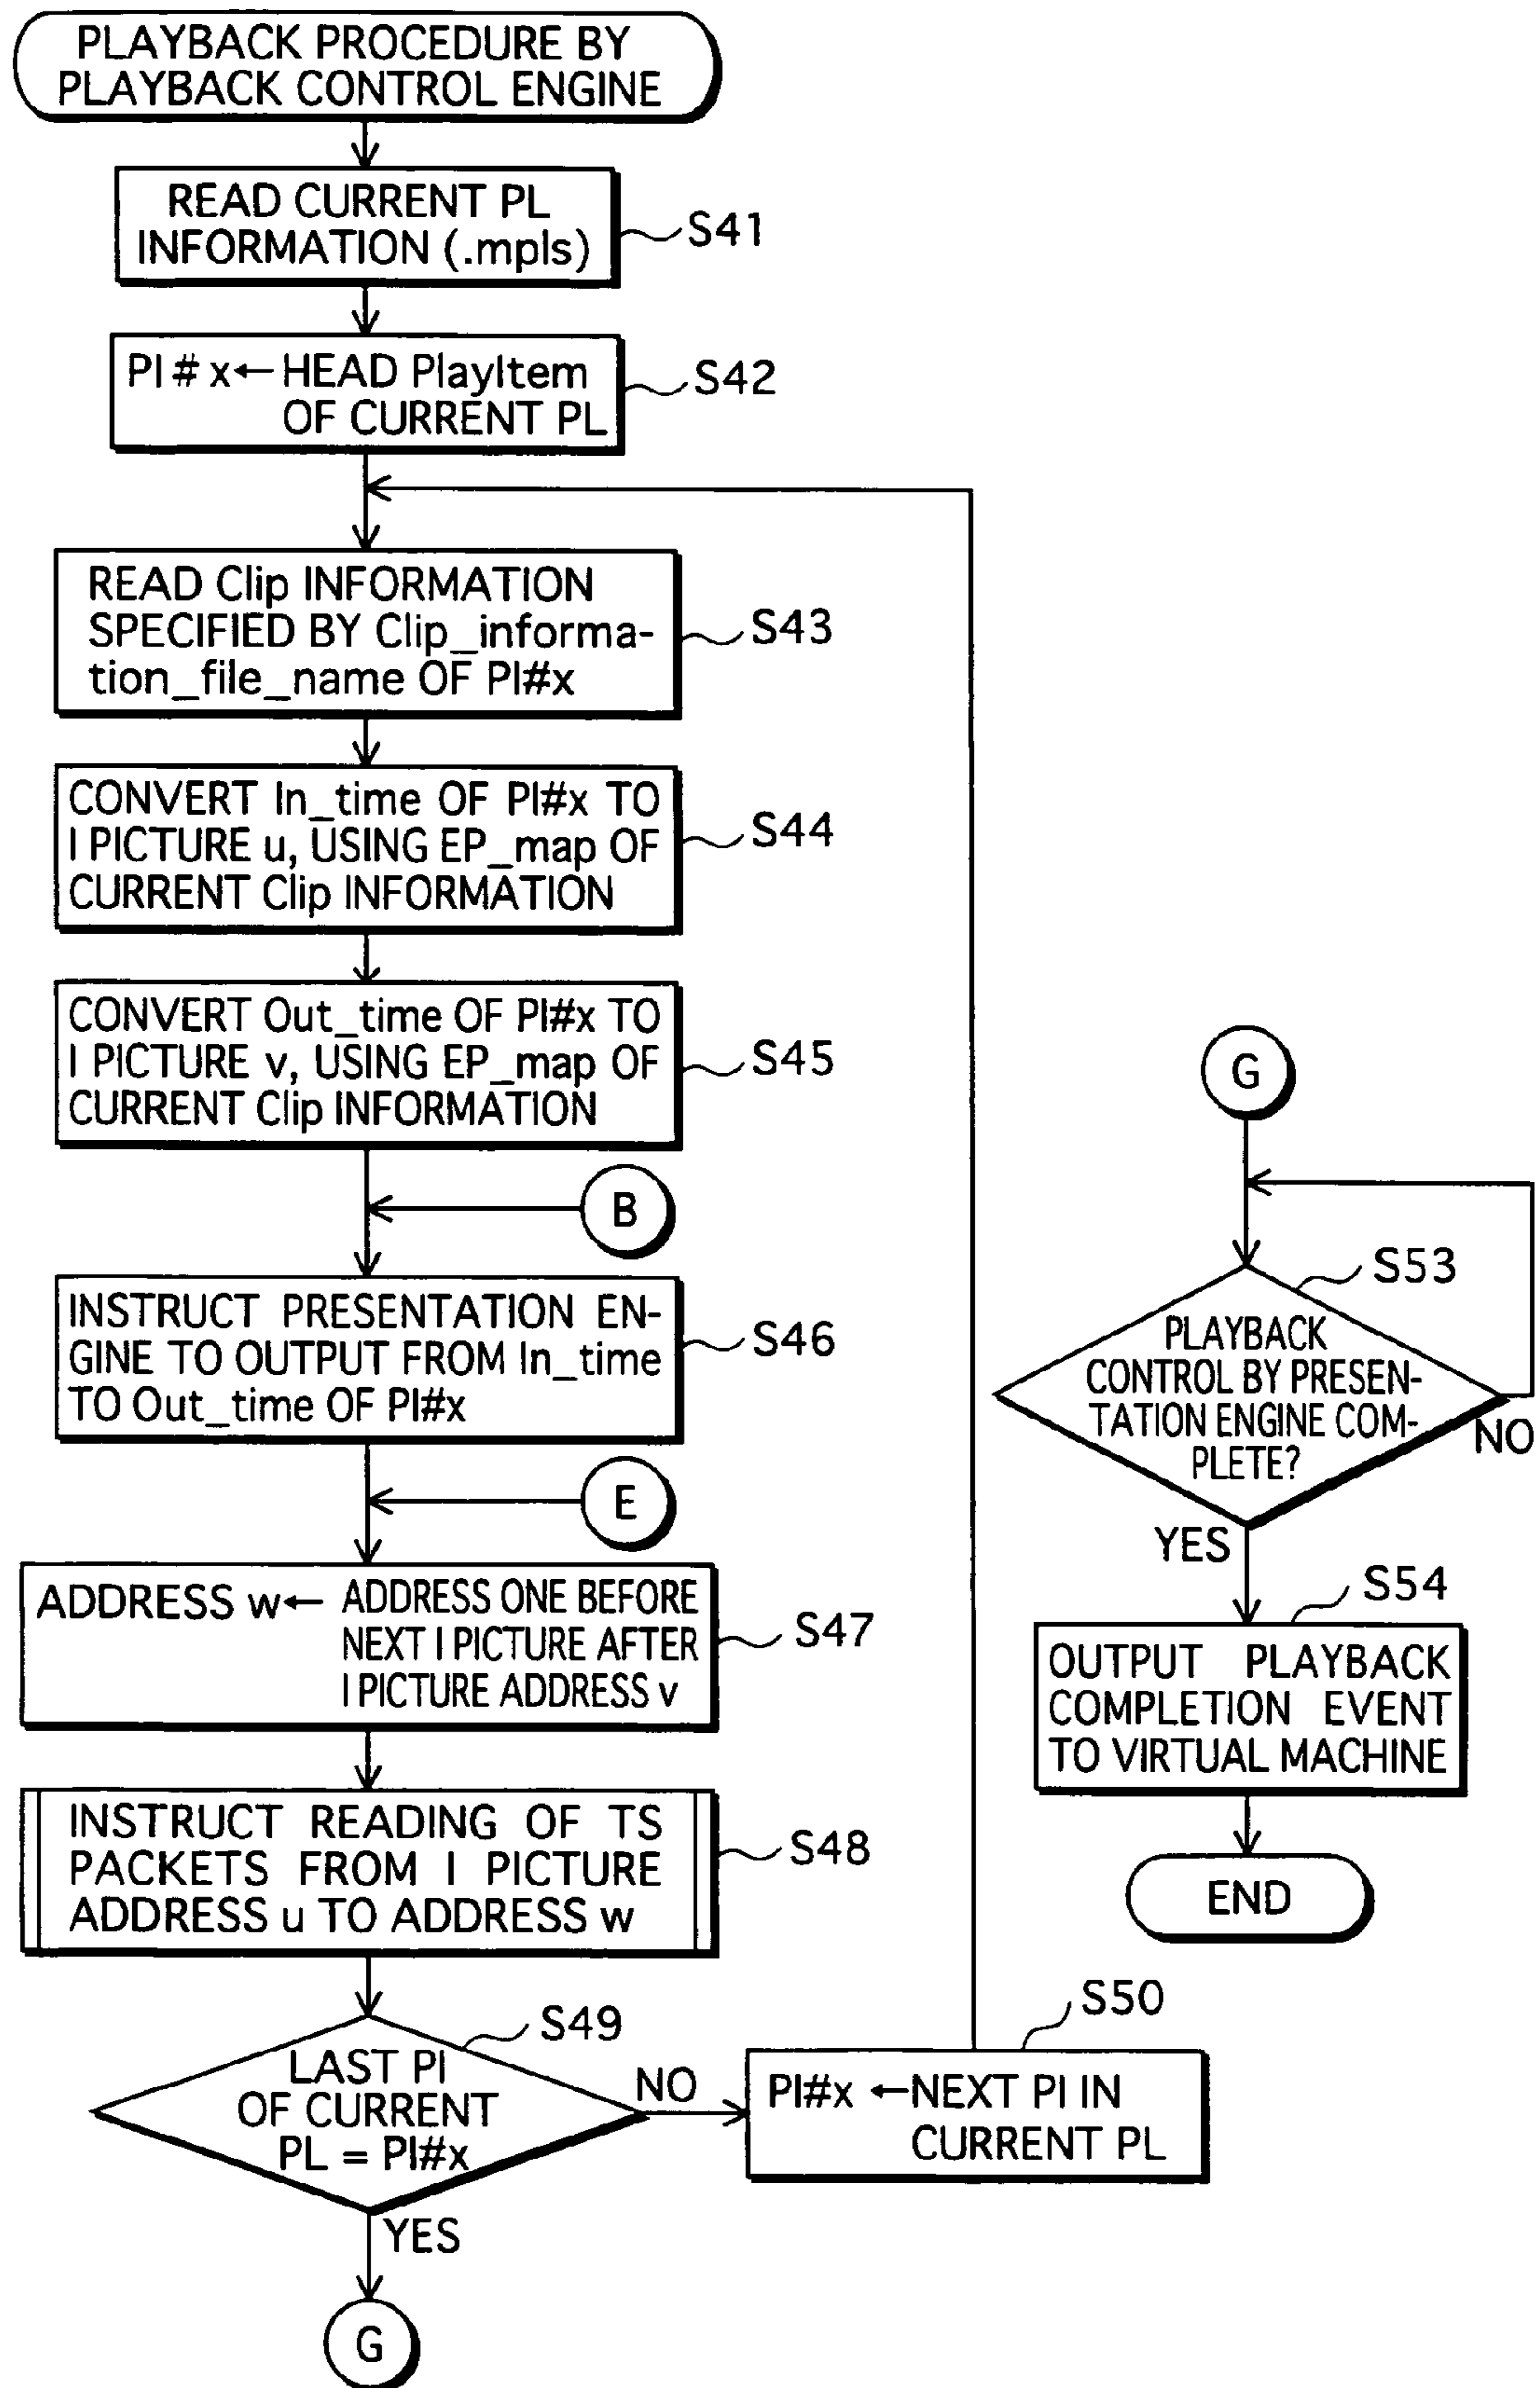 PLAYBACK PROCEDURE BY
PLAYBACK CONTROL ENGINE
READ CURRENT PL
INFORMATION (.mpls)
S41
PI # x← HEAD PlayItem
OF CURRENT PL
S42
READ Clip INFORMATION
SPECIFIED BY Clip_informa-
tion_file_name OF PI#x
S43
CONVERT In_time OF PI#x TO
I PICTURE u, USING EP_map OF
CURRENT Clip INFORMATION
S44
CONVERT Out_time OF PI#x TO
I PICTURE v, USING EP_map OF
CURRENT Clip INFORMATION
S45
B
INSTRUCT PRESENTATION EN-
GINE TO OUTPUT FROM In_time
TO Out_time OF PI#x
S46
E
ADDRESS w← ADDRESS ONE BEFORE
NEXT I PICTURE AFTER
I PICTURE ADDRESS v
S47
INSTRUCT READING OF TS
PACKETS FROM I PICTURE
ADDRESS u TO ADDRESS w
S48
LAST PI
OF CURRENT
PL = PI#x
S49
NO
PI#x ←NEXT PI IN
CURRENT PL
S50
YES
G
G
PLAYBACK
CONTROL BY PRESEN-
TATION ENGINE COM-
PLETE?
S53
NO
YES
OUTPUT PLAYBACK
COMPLETION EVENT
TO VIRTUAL MACHINE
S54
END